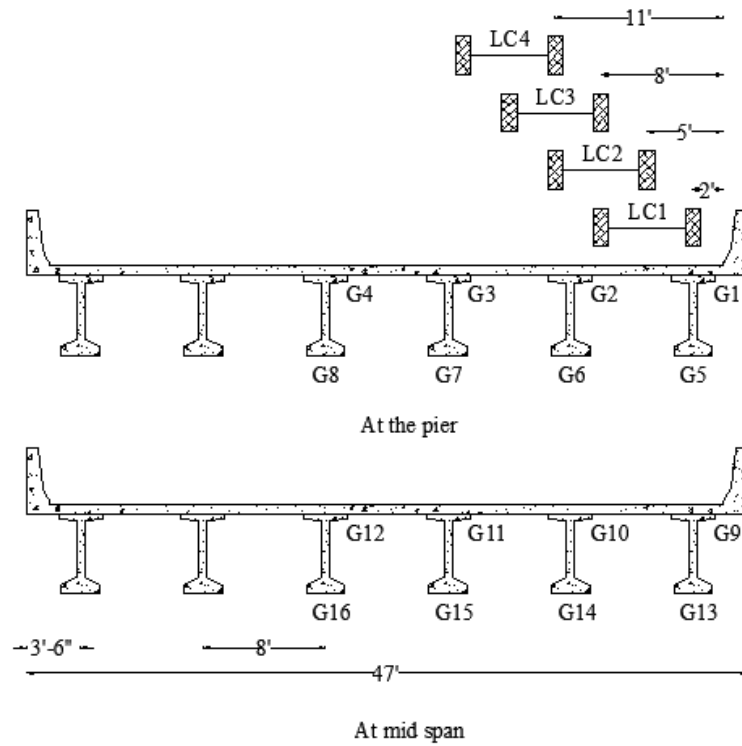 11'
LC4
8'
LC3
5'
LC2
2'
LC1
G4 G3 G2 G1
G8 G7 G6 G5
At the pier
G12 G11 G10 G9
G16 G15 G14 G13
3'-6" 8'
47'
At mid span